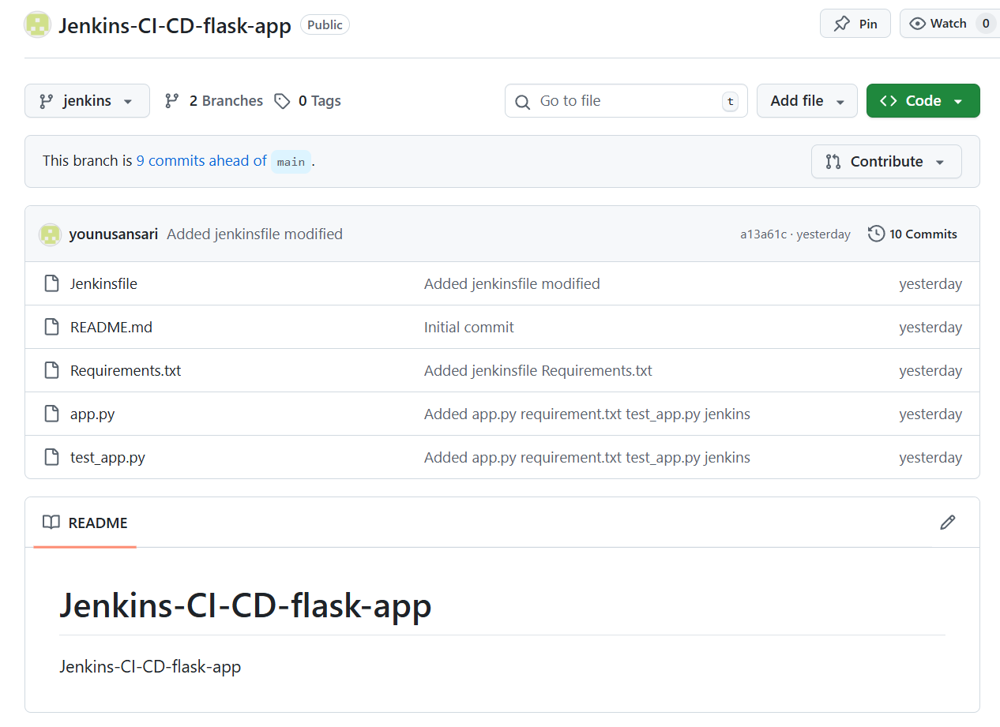 Jenkins-CI-CD-flask-app Public Pin Watch 0
jenkins 2 Branches 0 Tags Go to file t Add file Code
This branch is 9 commits ahead of main . Contribute
younusansari Added jenkinsfile modified a13a61c · yesterday 10 Commits
Jenkinsfile Added jenkinsfile modified yesterday
README.md Initial commit yesterday
Requirements.txt Added jenkinsfile Requirements.txt yesterday
app.py Added app.py requirement.txt test_app.py jenkins yesterday
test_app.py Added app.py requirement.txt test_app.py jenkins yesterday
README
Jenkins-CI-CD-flask-app
Jenkins-CI-CD-flask-app